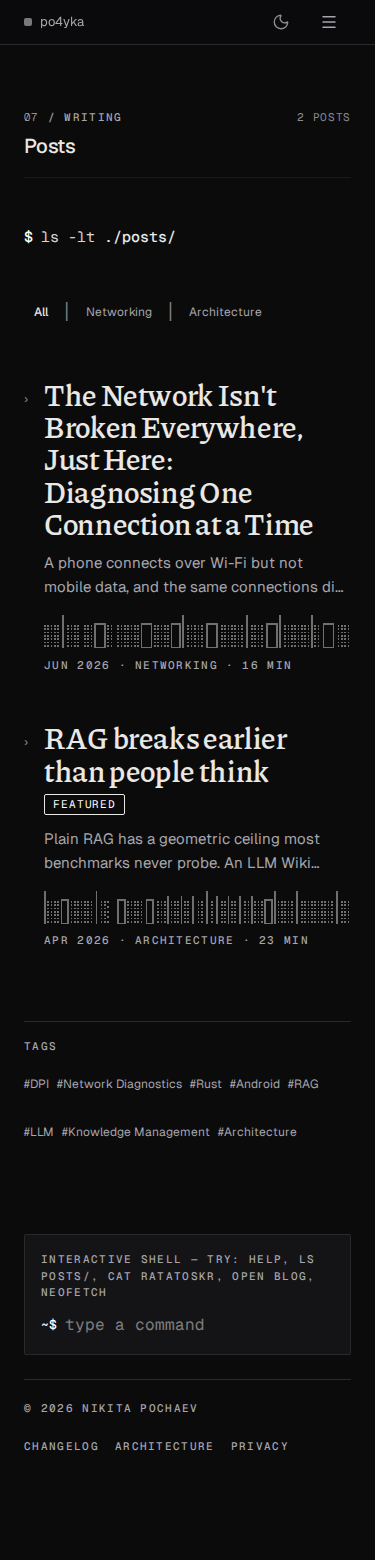 po4yka
07 / WRITING
2 POSTS
Posts
$ ls -lt ./posts/
All | Networking | Architecture
› The Network Isn't
Broken Everywhere,
Just Here:
Diagnosing One
Connection at a Time
A phone connects over Wi-Fi but not
mobile data, and the same connections di…
JUN 2026 · NETWORKING · 16 MIN
› RAG breaks earlier
than people think
FEATURED
Plain RAG has a geometric ceiling most
benchmarks never probe. An LLM Wiki…
APR 2026 · ARCHITECTURE · 23 MIN
TAGS
#DPI #Network Diagnostics #Rust #Android #RAG
#LLM #Knowledge Management #Architecture
INTERACTIVE SHELL — TRY: HELP, LS
POSTS/, CAT RATATOSKR, OPEN BLOG,
NEOFETCH
~$ type a command
© 2026 NIKITA POCHAEV
CHANGELOG ARCHITECTURE PRIVACY